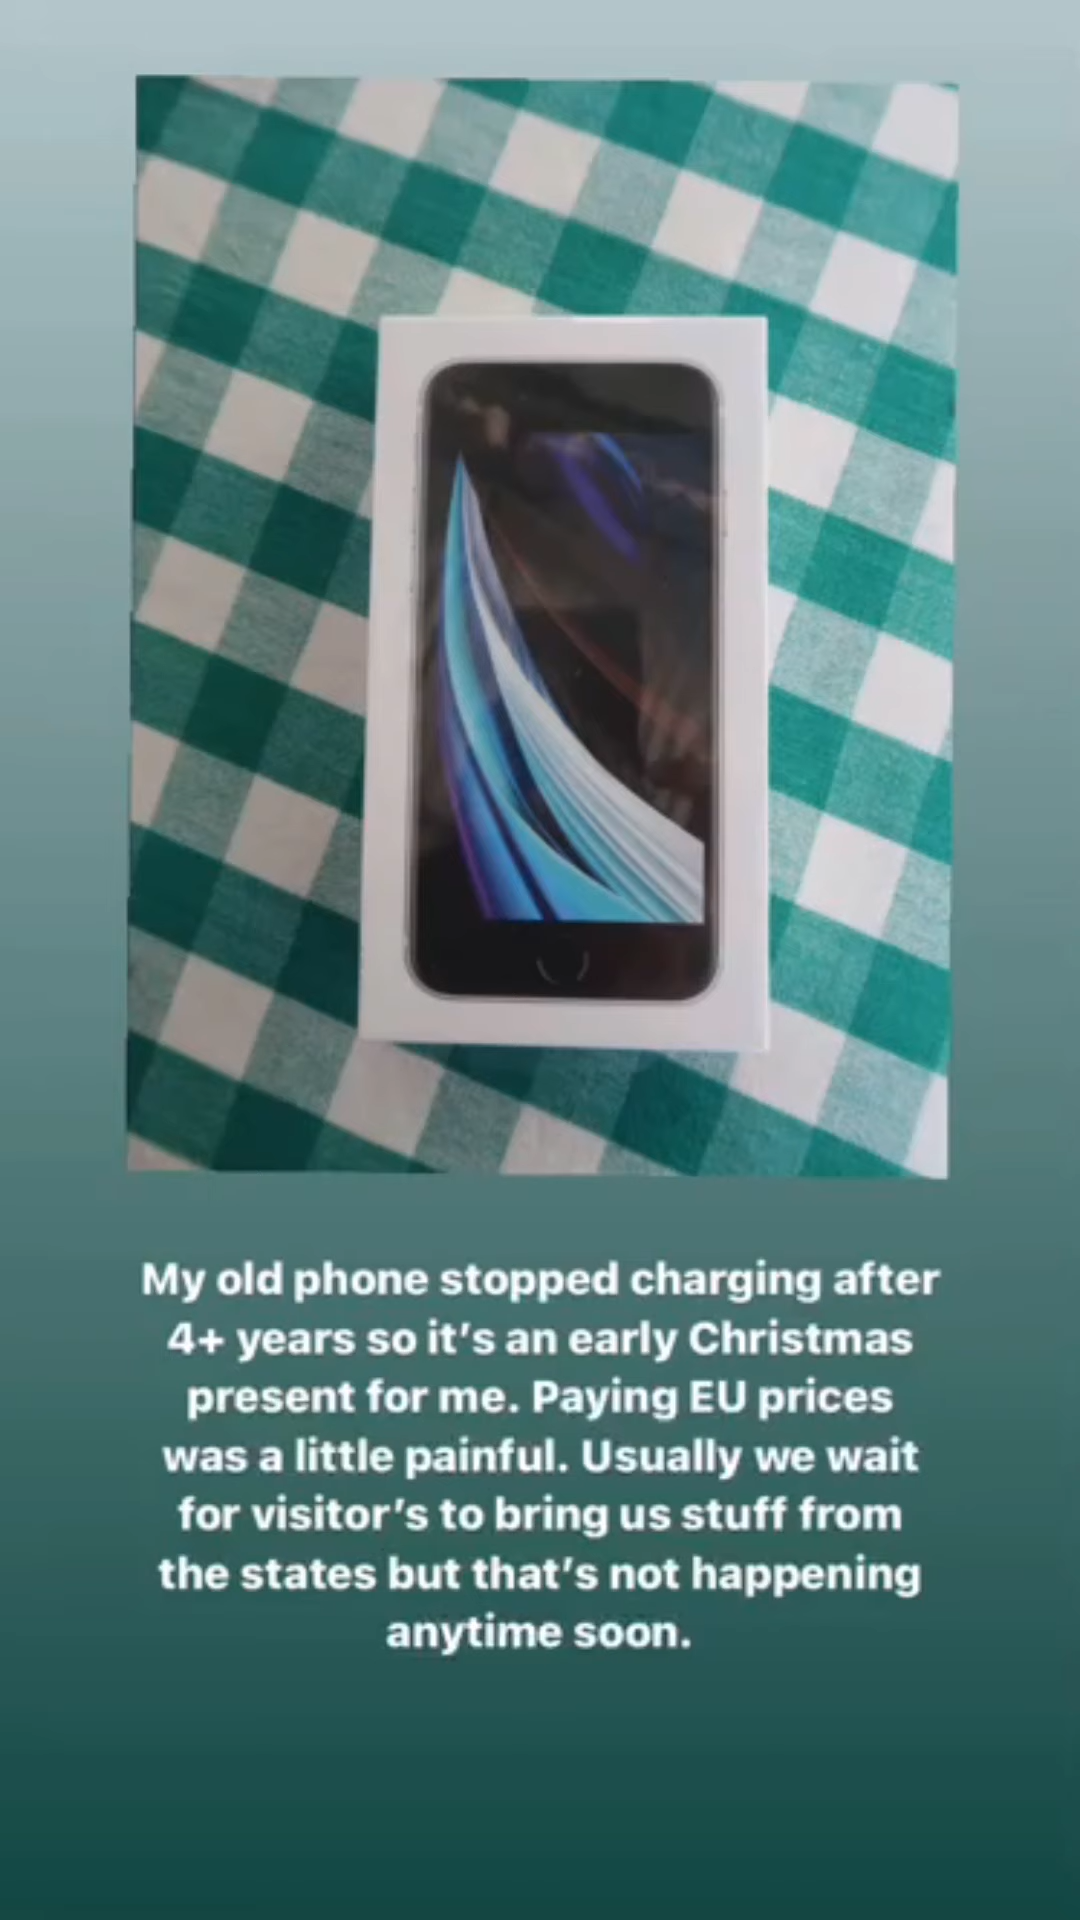 My old phone stopped charging after
4+ years so it's an early Christmas
present for me. Paying EU prices
was a little painful. Usually we wait
for visitor's to bring us stuff from
the states but that's not happening
anytime soon.